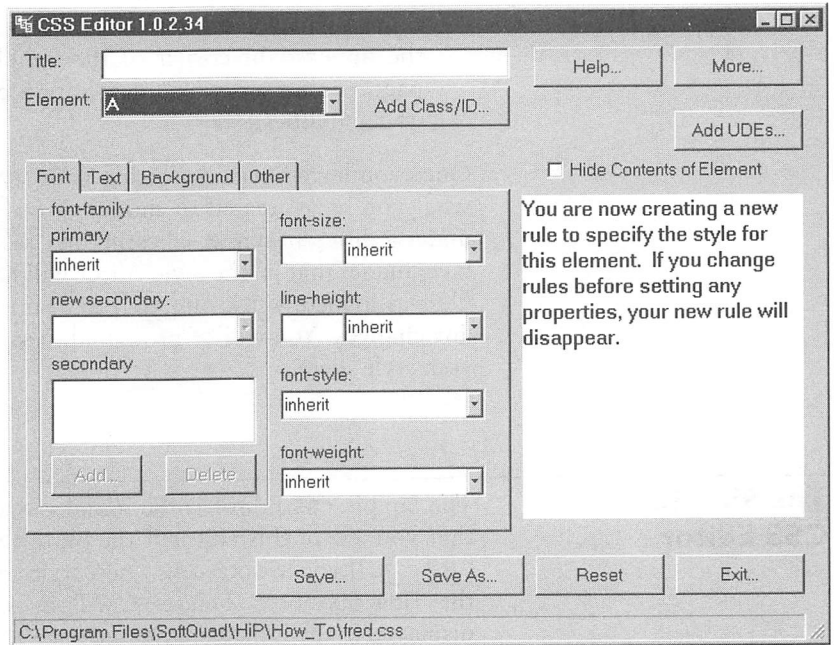 CSS Editor 1.0.2.34
Title:
Help...
More...
Element:
A
Add Class/ID...
Add UDEs...
Hide Contents of Element
Font
Text
Background
Other
font-family
primary
inherit
new secondary:
secondary
Add...
Delete
font-size:
inherit
line-height:
inherit
font-style:
inherit
font-weight:
inherit
You are now creating a new
rule to specify the style for
this element. If you change
rules before setting any
properties, your new rule will
disappear.
Save...
Save As...
Reset
Exit...
C:\Program Files\SoftQuad\HiP\How_To\fred.css